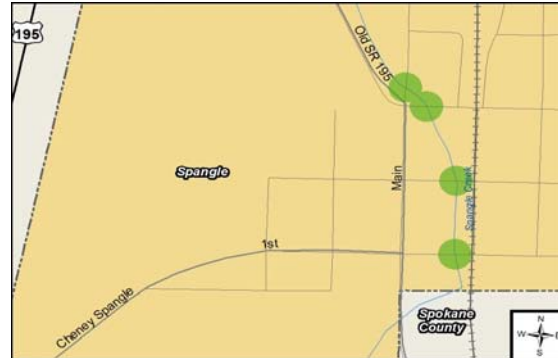 195
Old SR 195
Spangle
Main
Spangle Creek
1st
Cheney Spangle
Spokane
County
N
W E
S